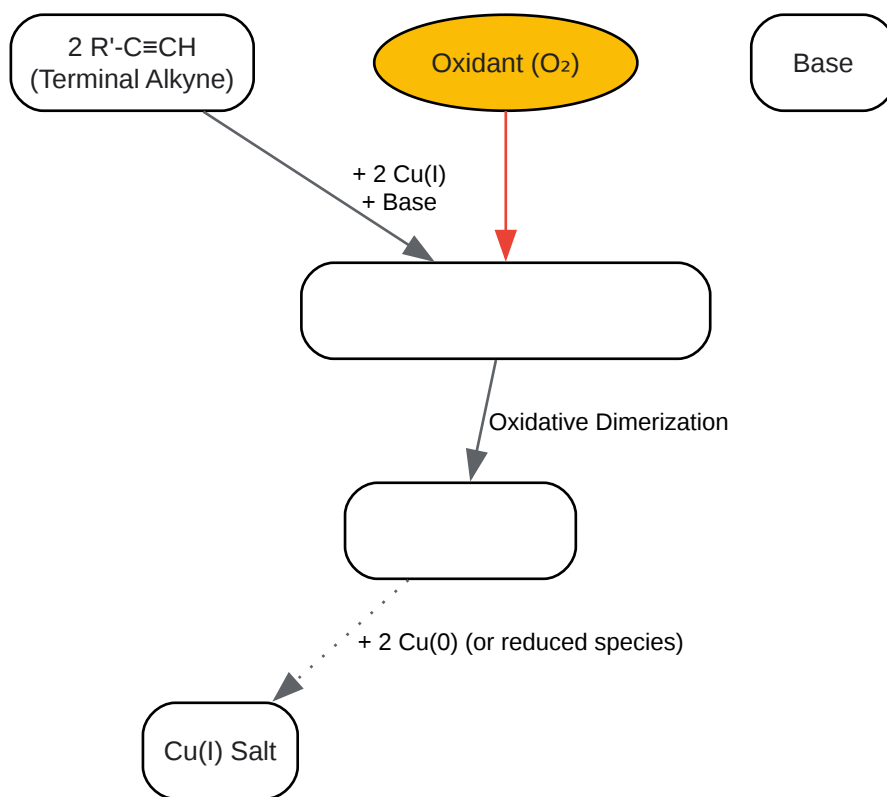 2 R'-C≡CH
(Terminal Alkyne)
Oxidant (O₂)
Base
+ 2 Cu(I)
+ Base
Oxidative Dimerization
+ 2 Cu(0) (or reduced species)
Cu(I) Salt